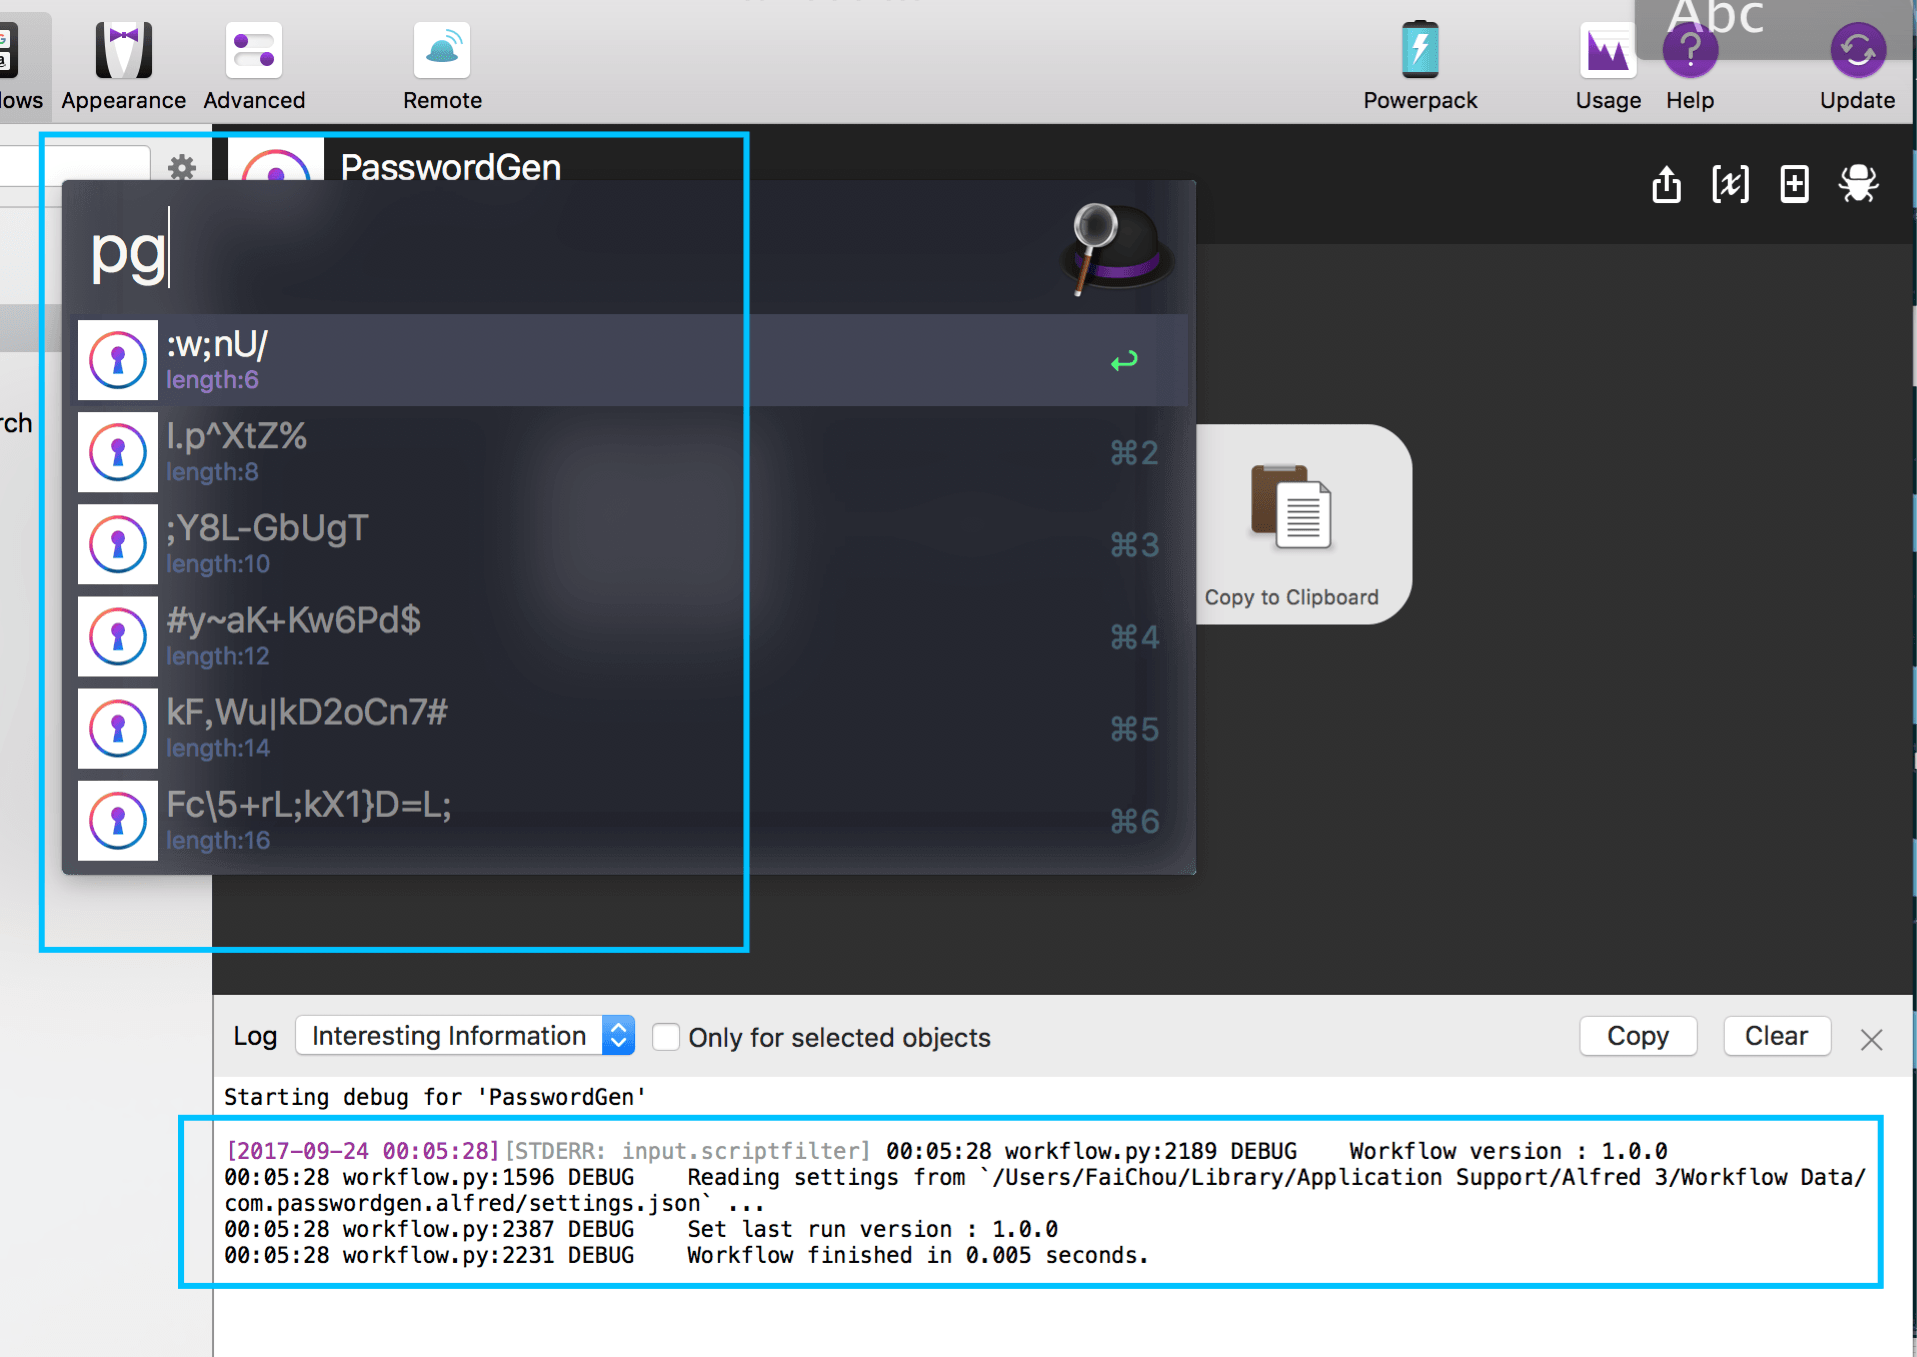 Abc
lows
Appearance
Advanced
Remote
Powerpack
Usage
Help
Update
PasswordGen
pg
:w;nU/
length:6
l.p^XtZ%
length:8
⌘2
;Y8L-GbUgT
length:10
⌘3
#y~aK+Kw6Pd$
length:12
⌘4
kF,Wu|kD2oCn7#
length:14
⌘5
Fc\5+rL;kX1}D=L;
length:16
⌘6
rch
Copy to Clipboard
Log
Interesting Information
Only for selected objects
Copy
Clear
Starting debug for 'PasswordGen'
[2017-09-24 00:05:28][STDERR: input.scriptfilter] 00:05:28 workflow.py:2189 DEBUG    Workflow version : 1.0.0
00:05:28 workflow.py:1596 DEBUG    Reading settings from `/Users/FaiChou/Library/Application Support/Alfred 3/Workflow Data/
com.passwordgen.alfred/settings.json` ...
00:05:28 workflow.py:2387 DEBUG    Set last run version : 1.0.0
00:05:28 workflow.py:2231 DEBUG    Workflow finished in 0.005 seconds.